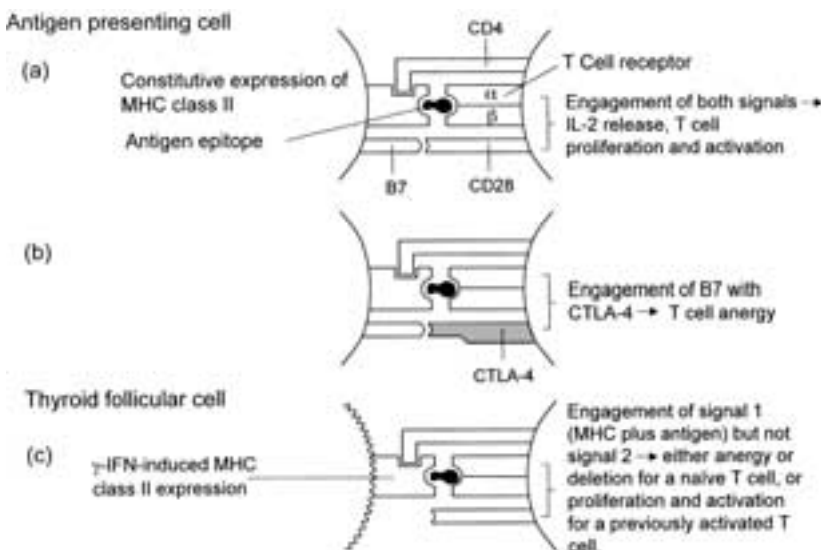 Antigen presenting cell
(a)
Constitutive expression of
MHC class II
Antigen epitope
CD4
T Cell receptor
α
β
B7
CD28
Engagement of both signals →
IL-2 release, T cell
proliferation and activation
(b)
Engagement of B7 with
CTLA-4 → T cell anergy
CTLA-4
Thyroid follicular cell
(c)
γ-IFN-induced MHC
class II expression
Engagement of signal 1
(MHC plus antigen) but not
signal 2 → either anergy or
deletion for a naïve T cell, or
proliferation and activation
for a previously activated T
cell